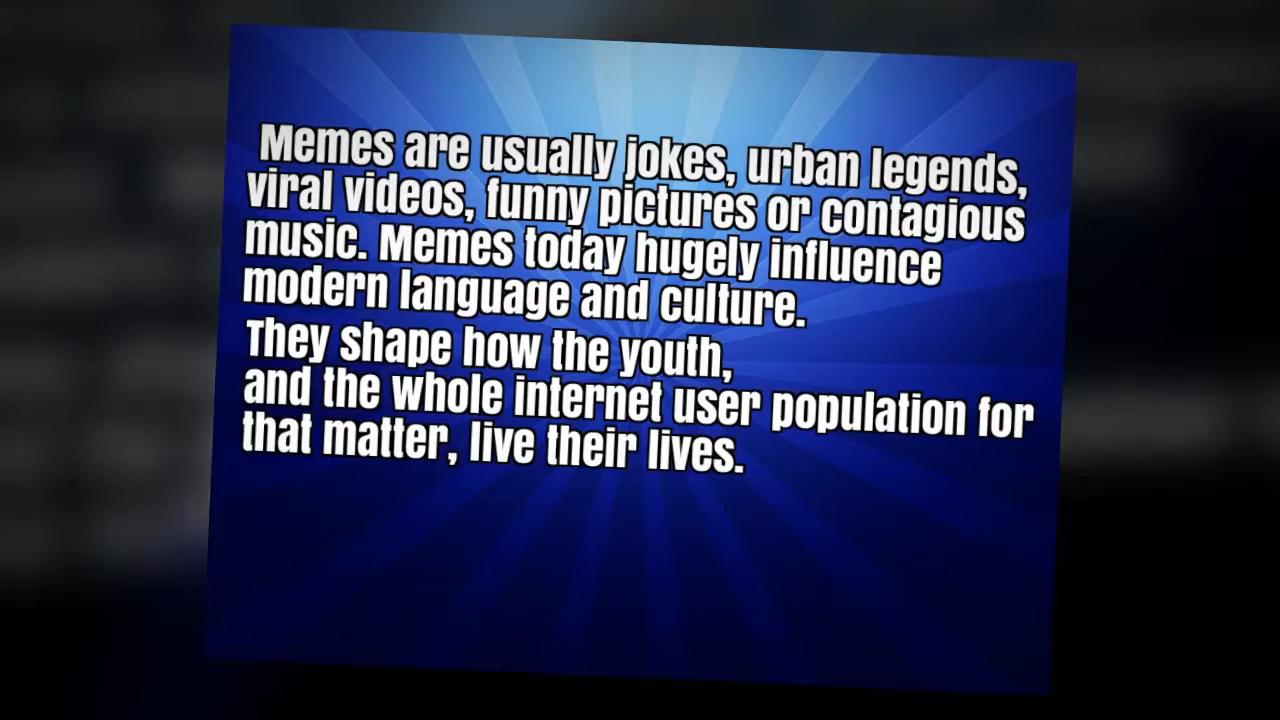 Memes are usually jokes, urban legends,
viral videos, funny pictures or contagious
music. Memes today hugely influence
modern language and culture.
They shape how the youth,
and the whole internet user population for
that matter, live their lives.